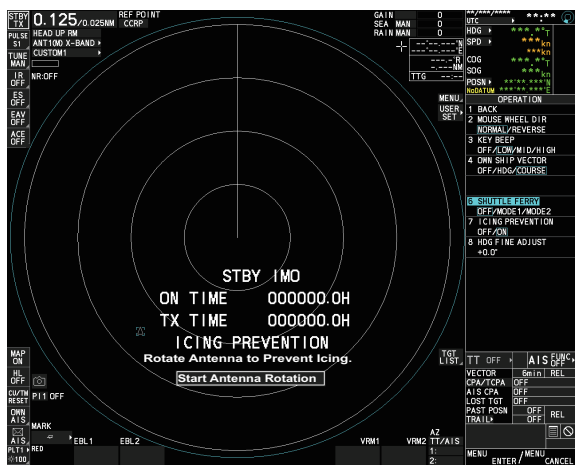 STBY TX
0.125/0.025NM
REF POINT
CCRP
PULSE S1
HEAD UP RM
ANT1(X) X-BAND
CUSTOM1
TUNE MAN
IR OFF
NR:OFF
ES OFF
EAV OFF
ACE OFF
GAIN 0
SEA MAN 0
RAIN MAN 0
--°--.---'N
---°--.---'E
---.-°R
-.---NM
TTG --:--
MENU
USER SET
**/***/****
UTC **:**
HDG ***.*°T
SPD ***kn
***kn
COG ***.*°T
SOG ***kn
POSN **°**.***'N
NoDATUM ***°**.***'E
OPERATION
1 BACK
2 MOUSE WHEEL DIR
NORMAL/REVERSE
3 KEY BEEP
OFF/LOW/MID/HIGH
4 OWN SHIP VECTOR
OFF/HDG/COURSE
6 SHUTTLE FERRY
OFF/MODE1/MODE2
7 ICING PREVENTION
OFF/ON
8 HDG FINE ADJUST
+0.0°
STBY IMO
ON TIME 000000.0H
TX TIME 000000.0H
ICING PREVENTION
Rotate Antenna to Prevent Icing.
Start Antenna Rotation
TGT LIST
TT OFF
AIS FUNC OFF
VECTOR 6min REL
CPA/TCPA OFF
AIS CPA OFF
LOST TGT OFF
PAST POSN OFF REL
TRAIL OFF
MENU
ENTER
MENU
CANCEL
MAP ON
HL OFF
CU/TM RESET
PI1 OFF
OWN AIS
AIS
MARK
PLT1 RED
100
EBL1
EBL2
VRM1
VRM2
AZ
TT/AIS
1:
2: